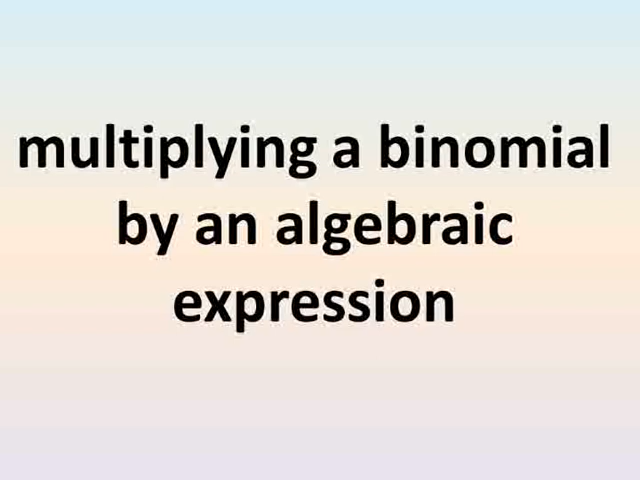 multiplying a binomial
by an algebraic
expression